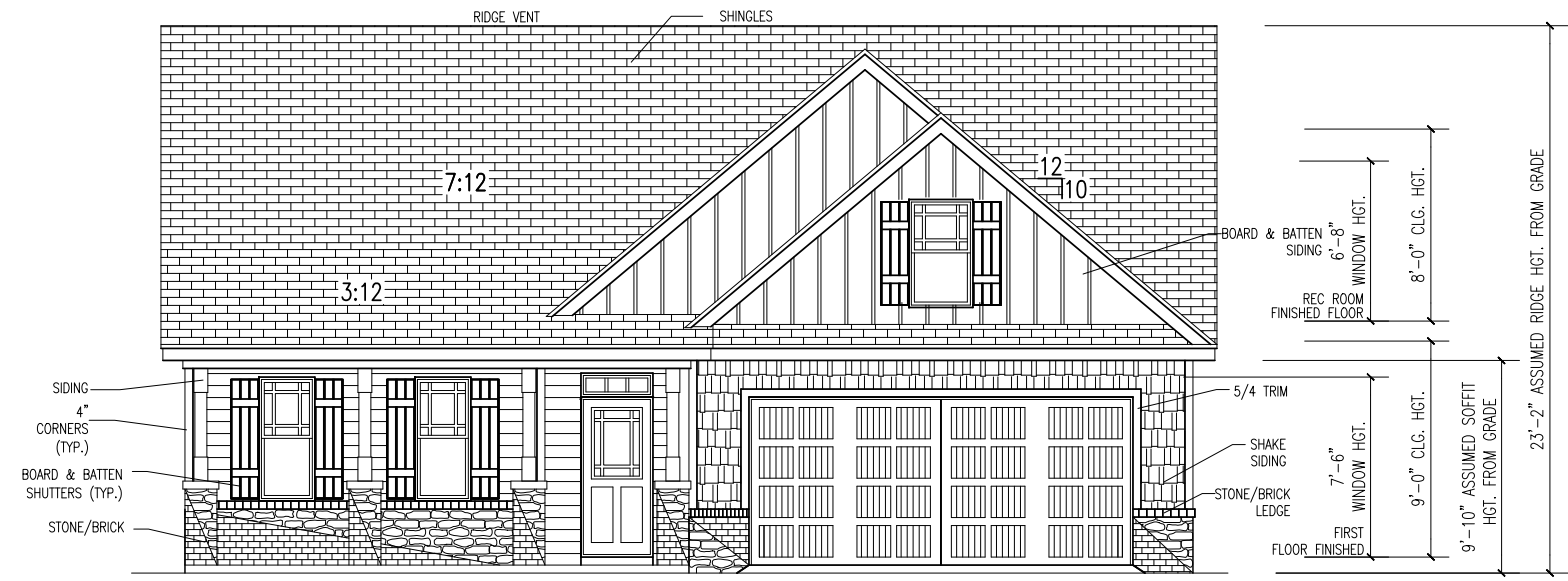 RIDGE VENT
SHINGLES
7:12
3:12
12
10
BOARD & BATTEN
SIDING
6'-8"
WINDOW HGT.
8'-0" CLG. HGT.
REC ROOM
FINISHED FLOOR
23'-2" ASSUMED RIDGE HGT. FROM GRADE
SIDING
4"
CORNERS
(TYP.)
BOARD & BATTEN
SHUTTERS (TYP.)
STONE/BRICK
5/4 TRIM
SHAKE
SIDING
STONE/BRICK
LEDGE
7'-6"
WINDOW HGT.
9'-0" CLG. HGT.
9'-10" ASSUMED SOFFIT
HGT. FROM GRADE
FIRST
FLOOR FINISHED